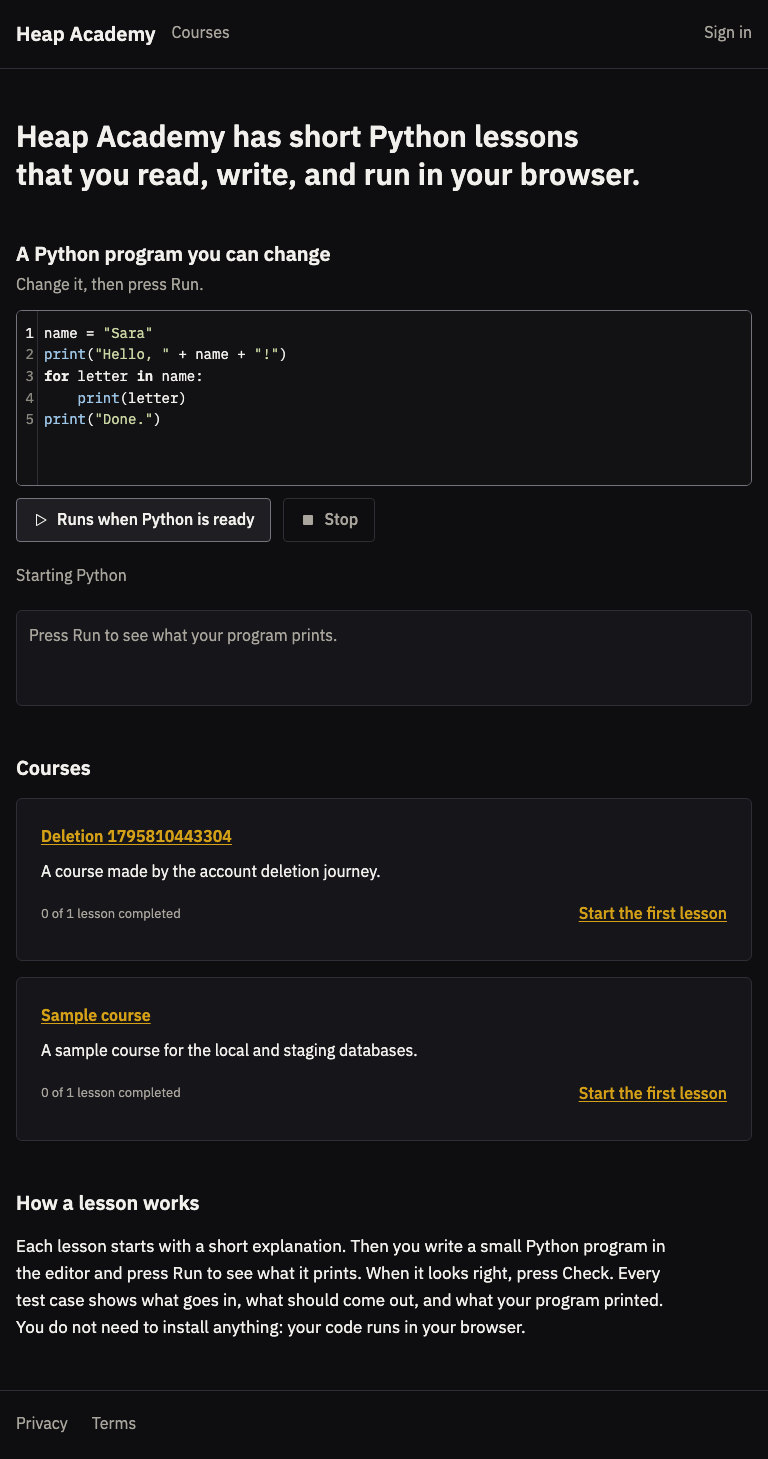 Heap Academy
Courses
Sign in
Heap Academy has short Python lessons
that you read, write, and run in your browser.
A Python program you can change
Change it, then press Run.
1 name = "Sara"
2 print("Hello, " + name + "!")
3 for letter in name:
4     print(letter)
5 print("Done.")
Runs when Python is ready
Stop
Starting Python
Press Run to see what your program prints.
Courses
Deletion 1795810443304
A course made by the account deletion journey.
0 of 1 lesson completed
Start the first lesson
Sample course
A sample course for the local and staging databases.
0 of 1 lesson completed
Start the first lesson
How a lesson works
Each lesson starts with a short explanation. Then you write a small Python program in
the editor and press Run to see what it prints. When it looks right, press Check. Every
test case shows what goes in, what should come out, and what your program printed.
You do not need to install anything: your code runs in your browser.
Privacy
Terms